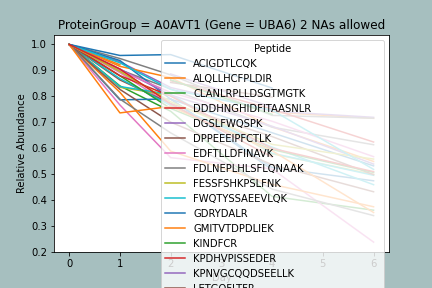 ProteinGroup = A0AVT1 (Gene = UBA6) 2 NAs allowed
Relative Abundance
1.0
0.9
0.8
0.7
0.6
0.5
0.4
0.3
0.2
0
1
2
4
5
6
Peptide
ACIGDTLCQK
ALQLLHCFPLDIR
CLANLRPLLDSGTMGTK
DDDHNGHIDFITAASNLR
DGSLFWQSPK
DPPEEEIPFCTLK
EDFTLLDFINAVK
FDLNEPLHLSFLQNAAK
FESSFSHKPSLFNK
FWQTYSSAEEVLQK
GDRYDALR
GMITVTDPDLIEK
KINDFCR
KPDHVPISSEDER
KPNVGCQQDSEELLK